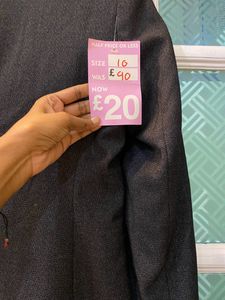 HALF PRICE OR LESS
SIZE 16
WAS £90
NOW
£20